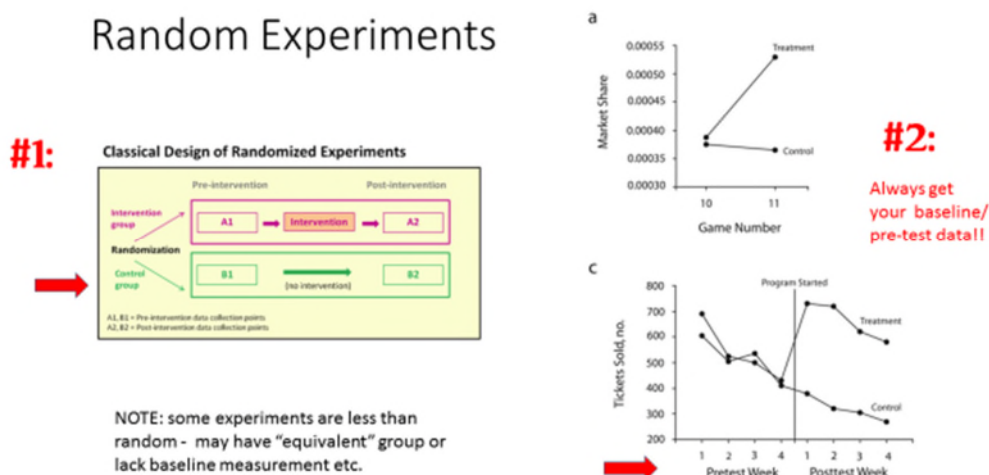 Random Experiments
#1:
Classical Design of Randomized Experiments
Pre-intervention
Post-intervention
Intervention
group
A1
Intervention
A2
Randomization
Control
group
B1
(no intervention)
B2
A1, B1 = Pre-intervention data collection points
A2, B2 = Post-intervention data collection points
NOTE: some experiments are less than
random - may have “equivalent” group or
lack baseline measurement etc.
a
0.00055
0.00050
0.00045
0.00040
0.00035
0.00030
Market Share
Treatment
Control
10
11
Game Number
#2:
Always get
your baseline/
pre-test data!!
c
Program Started
800
700
600
500
400
300
200
Tickets Sold, no.
Treatment
Control
1 2 3 4 1 2 3 4
Pretest Week
Posttest Week